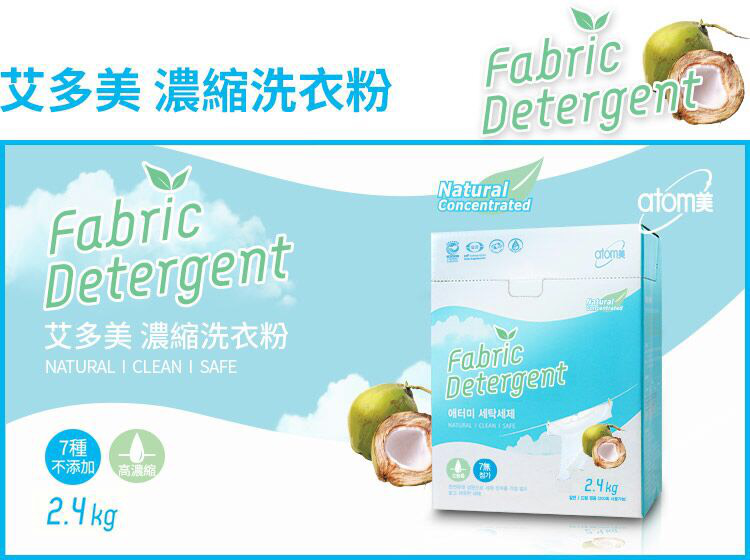 Fabric
Detergent
艾多美 濃縮洗衣粉
Natural
Concentrated
atom美
Fabric
Detergent
艾多美 濃縮洗衣粉
NATURAL I CLEAN I SAFE
7種
不添加
高濃縮
2.4kg
atom美
Natural
Concentrated
Fabric
Detergent
애터미 세탁세제
NATURAL I CLEAN I SAFE
7無
첨가
2.4kg